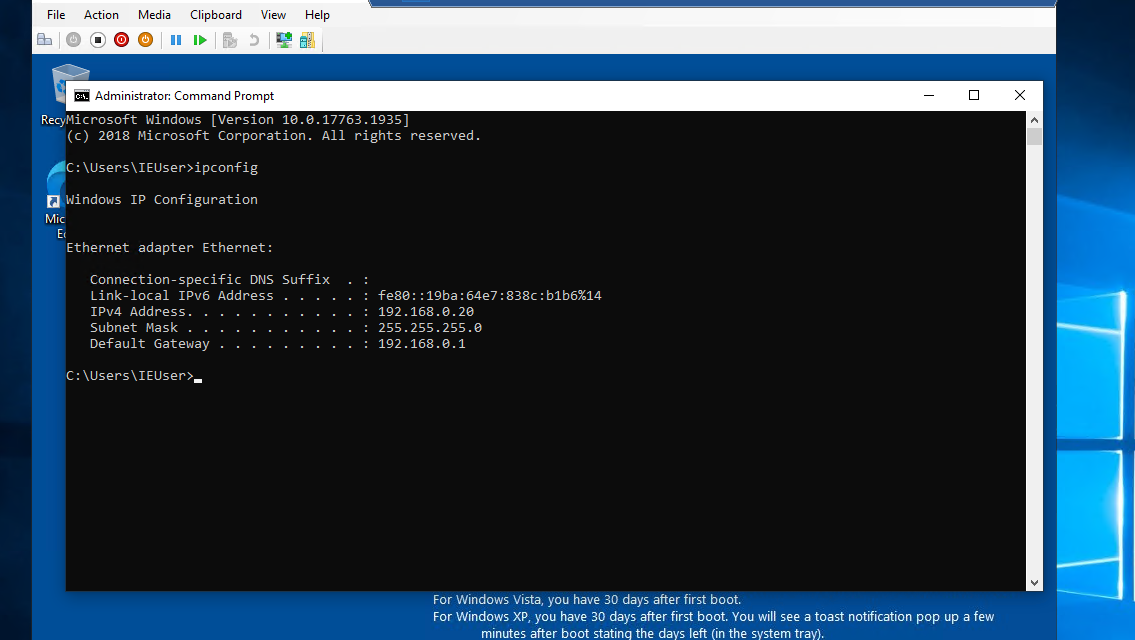 File Action Media Clipboard View Help
Administrator: Command Prompt
Recy
Microsoft Windows [Version 10.0.17763.1935]
(c) 2018 Microsoft Corporation. All rights reserved.
C:\Users\IEUser>ipconfig
Windows IP Configuration
Mic
E
Ethernet adapter Ethernet:
Connection-specific DNS Suffix . :
Link-local IPv6 Address . . . . . : fe80::19ba:64e7:838c:b1b6%14
IPv4 Address. . . . . . . . . . . : 192.168.0.20
Subnet Mask . . . . . . . . . . . : 255.255.255.0
Default Gateway . . . . . . . . . : 192.168.0.1
C:\Users\IEUser>
For Windows Vista, you have 30 days after first boot.
For Windows XP, you have 30 days after first boot. You will see a toast notification pop up a few
minutes after boot stating the days left (in the system tray).